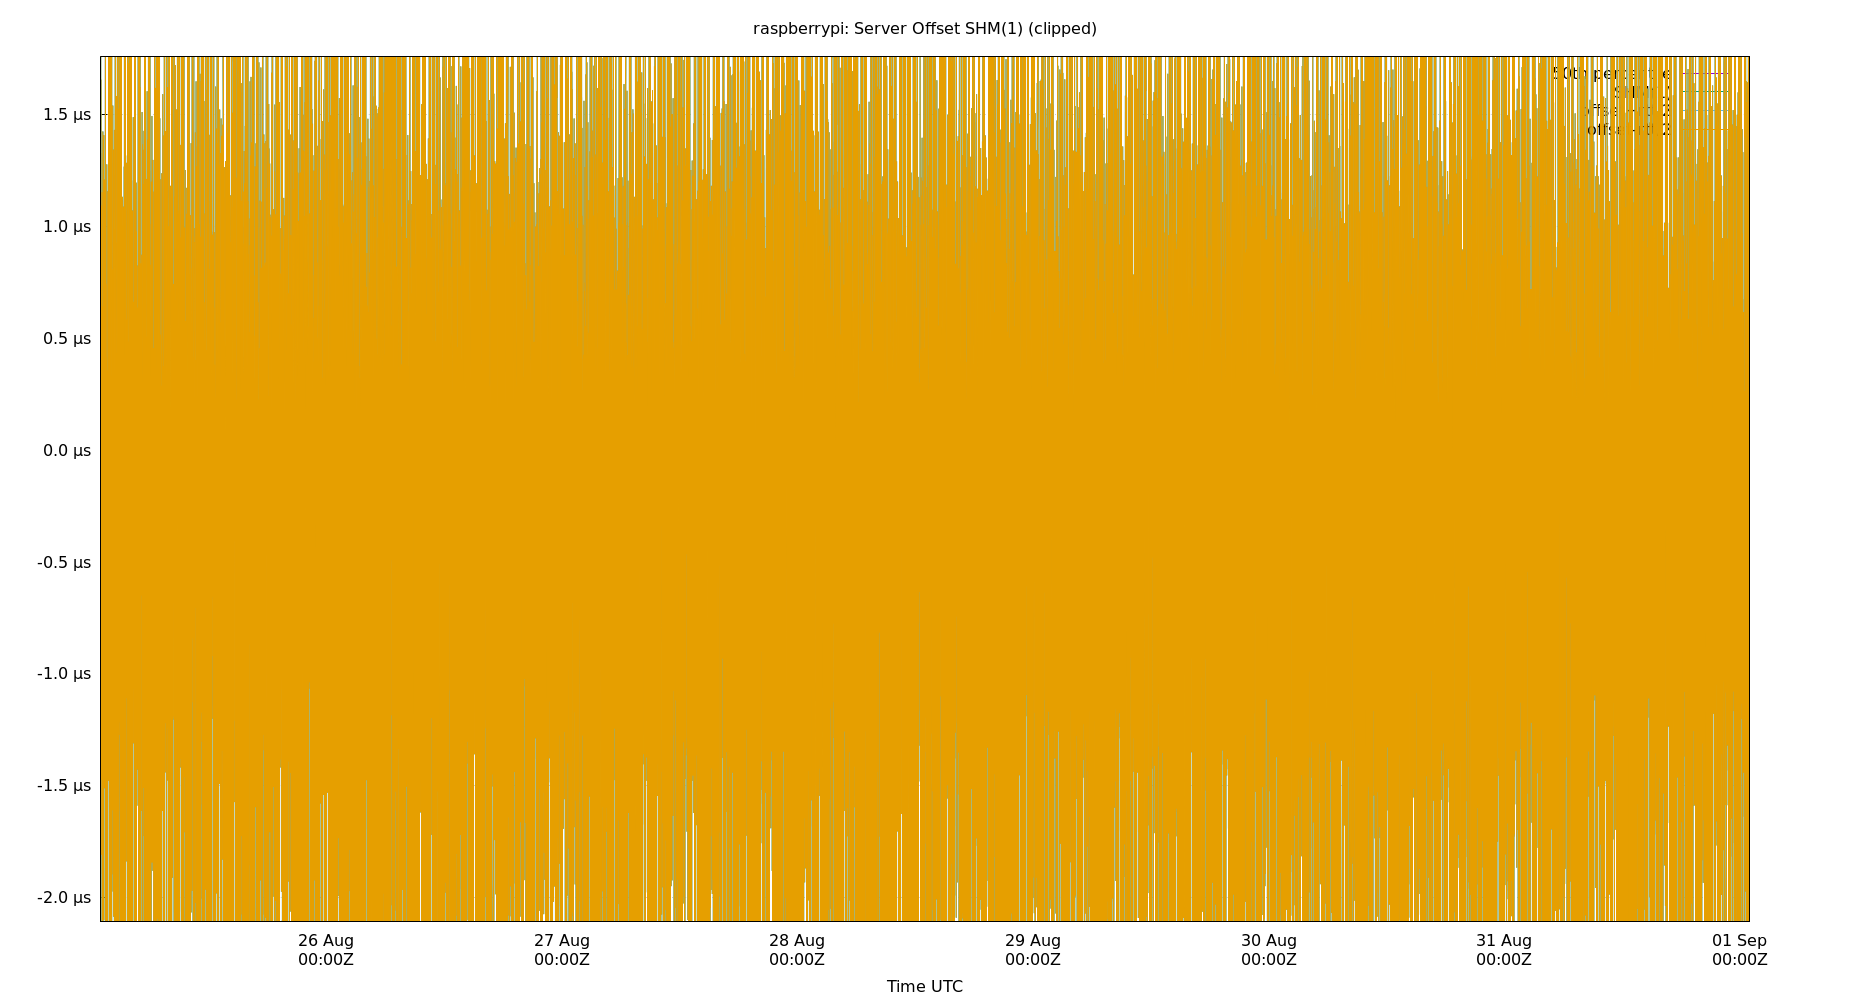 raspberrypi: Server Offset SHM(1) (clipped)
1.5 µs
1.0 µs
0.5 µs
0.0 µs
-0.5 µs
-1.0 µs
-1.5 µs
-2.0 µs
50th percentile
26 Aug 27 Aug 28 Aug 29 Aug 30 Aug 31 Aug 01 Sep
00:00Z 00:00Z 00:00Z 00:00Z 00:00Z 00:00Z 00:00Z
Time UTC